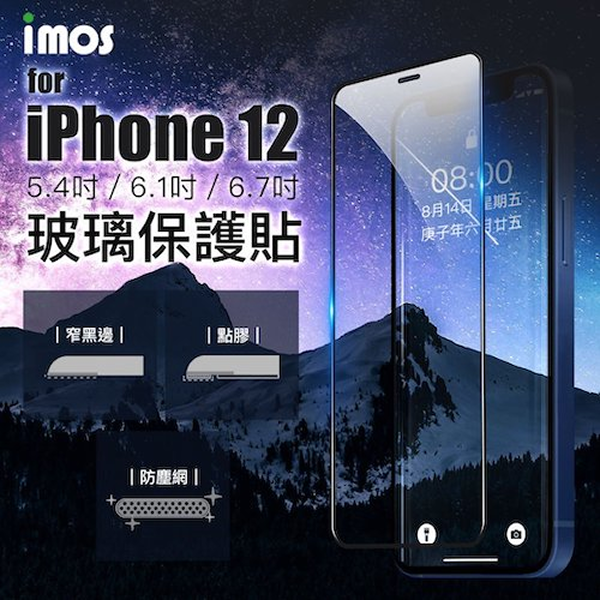 imos
for
iPhone 12
5.4吋 / 6.1吋 / 6.7吋
玻璃保護貼
| 窄黑邊 |
| 點膠 |
| 防塵網 |
08:00
8月14日 星期五
庚子年六月廿五